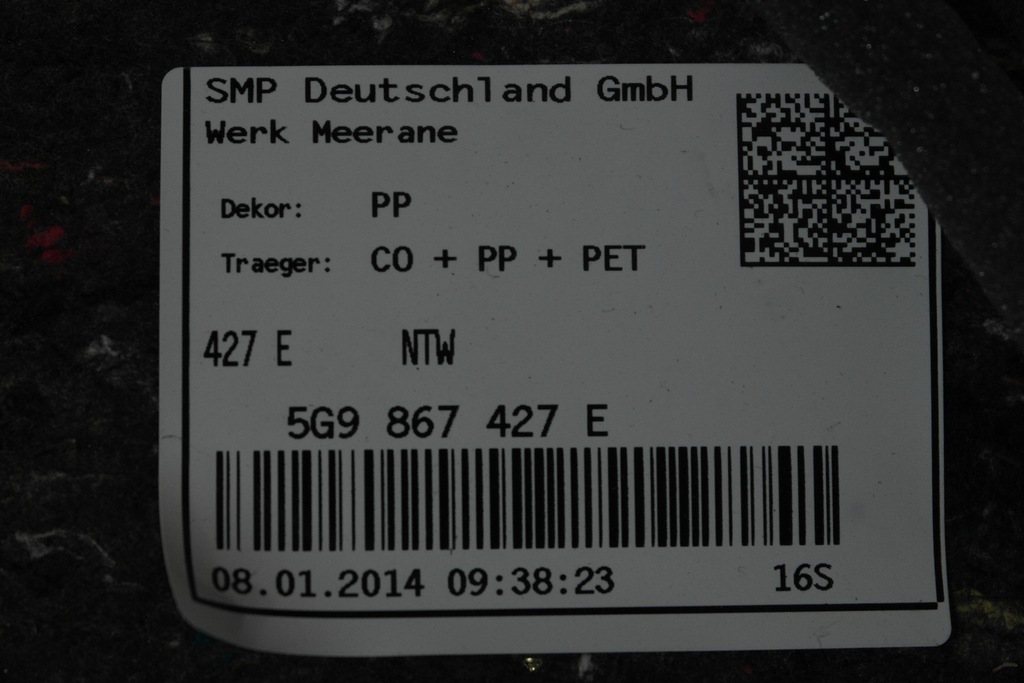 SMP Deutschland GmbH
Werk Meerane
Dekor: PP
Traeger: CO + PP + PET
427 E NTW
5G9 867 427 E
08.01.2014 09:38:23 16S